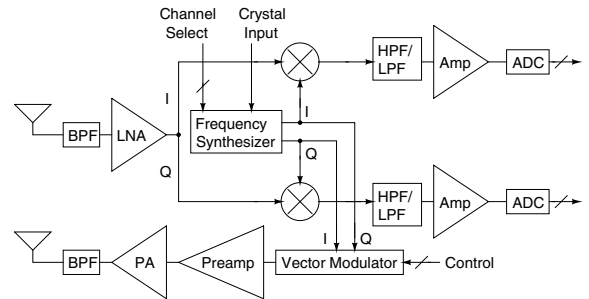 Channel
Select
Crystal
Input
HPF/
LPF
Amp
ADC
I
I
BPF
LNA
Frequency
Synthesizer
Q
Q
HPF/
LPF
Amp
ADC
I
Q
BPF
PA
Preamp
Vector Modulator
Control